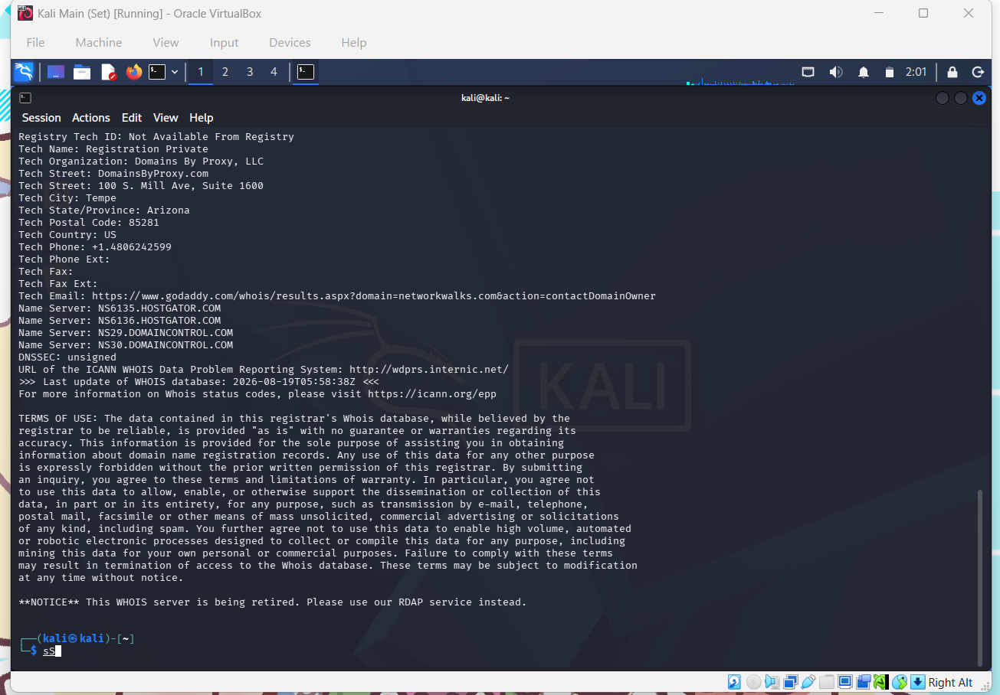 Kali Main (Set) [Running] - Oracle VirtualBox
File Machine View Input Devices Help
1 2 3 4 2:01
kali@kali: ~
Session Actions Edit View Help
Registry Tech ID: Not Available From Registry
Tech Name: Registration Private
Tech Organization: Domains By Proxy, LLC
Tech Street: DomainsByProxy.com
Tech Street: 100 S. Mill Ave, Suite 1600
Tech City: Tempe
Tech State/Province: Arizona
Tech Postal Code: 85281
Tech Country: US
Tech Phone: +1.4806242599
Tech Phone Ext:
Tech Fax:
Tech Fax Ext:
Tech Email: https://www.godaddy.com/whois/results.aspx?domain=networkwalks.com&action=contactDomainOwner
Name Server: NS6135.HOSTGATOR.COM
Name Server: NS6136.HOSTGATOR.COM
Name Server: NS29.DOMAINCONTROL.COM
Name Server: NS30.DOMAINCONTROL.COM
DNSSEC: unsigned
URL of the ICANN WHOIS Data Problem Reporting System: http://wdprs.internic.net/
>>> Last update of WHOIS database: 2026-08-19T05:58:38Z <<<
For more information on Whois status codes, please visit https://icann.org/epp
KALI
TERMS OF USE: The data contained in this registrar's Whois database, while believed by the
registrar to be reliable, is provided "as is" with no guarantee or warranties regarding its
accuracy. This information is provided for the sole purpose of assisting you in obtaining
information about domain name registration records. Any use of this data for any other purpose
is expressly forbidden without the prior written permission of this registrar. By submitting
an inquiry, you agree to these terms and limitations of warranty. In particular, you agree not
to use this data to allow, enable, or otherwise support the dissemination or collection of this
data, in part or in its entirety, for any purpose, such as transmission by e-mail, telephone,
postal mail, facsimile or other means of mass unsolicited, commercial advertising or solicitations
of any kind, including spam. You further agree not to use this data to enable high volume, automated
or robotic electronic processes designed to collect or compile this data for any purpose, including
mining this data for your own personal or commercial purposes. Failure to comply with these terms
may result in termination of access to the Whois database. These terms may be subject to modification
at any time without notice.
**NOTICE** This WHOIS server is being retired. Please use our RDAP service instead.
┌──(kali㉿kali)-[~]
└─$ sS
Right Alt